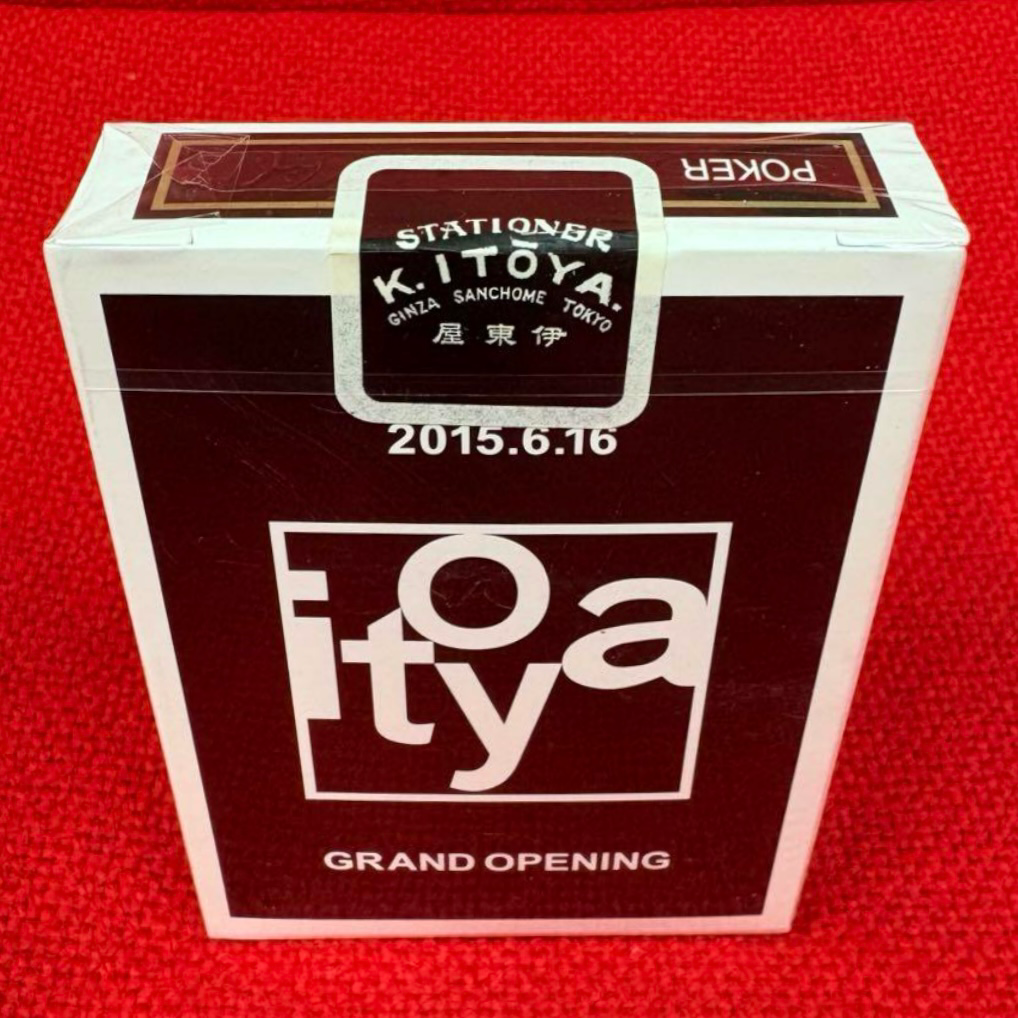 POKER
STATIONER
K. ITŌYA.
GINZA SANCHOME TOKYO
屋東伊
2015.6.16
itoya
GRAND OPENING